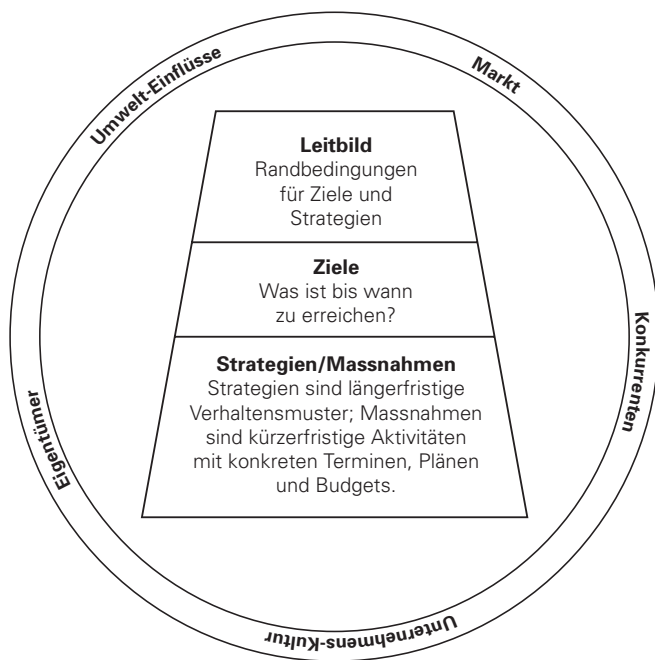 Umwelt-Einflüsse
Markt
Leitbild
Randbedingungen
für Ziele und
Strategien
Ziele
Was ist bis wann
zu erreichen?
Konkurrenten
Strategien/Massnahmen
Strategien sind längerfristige
Verhaltensmuster; Massnahmen
sind kürzerfristige Aktivitäten
mit konkreten Terminen, Plänen
und Budgets.
Eigentümer
Unternehmens-Kultur